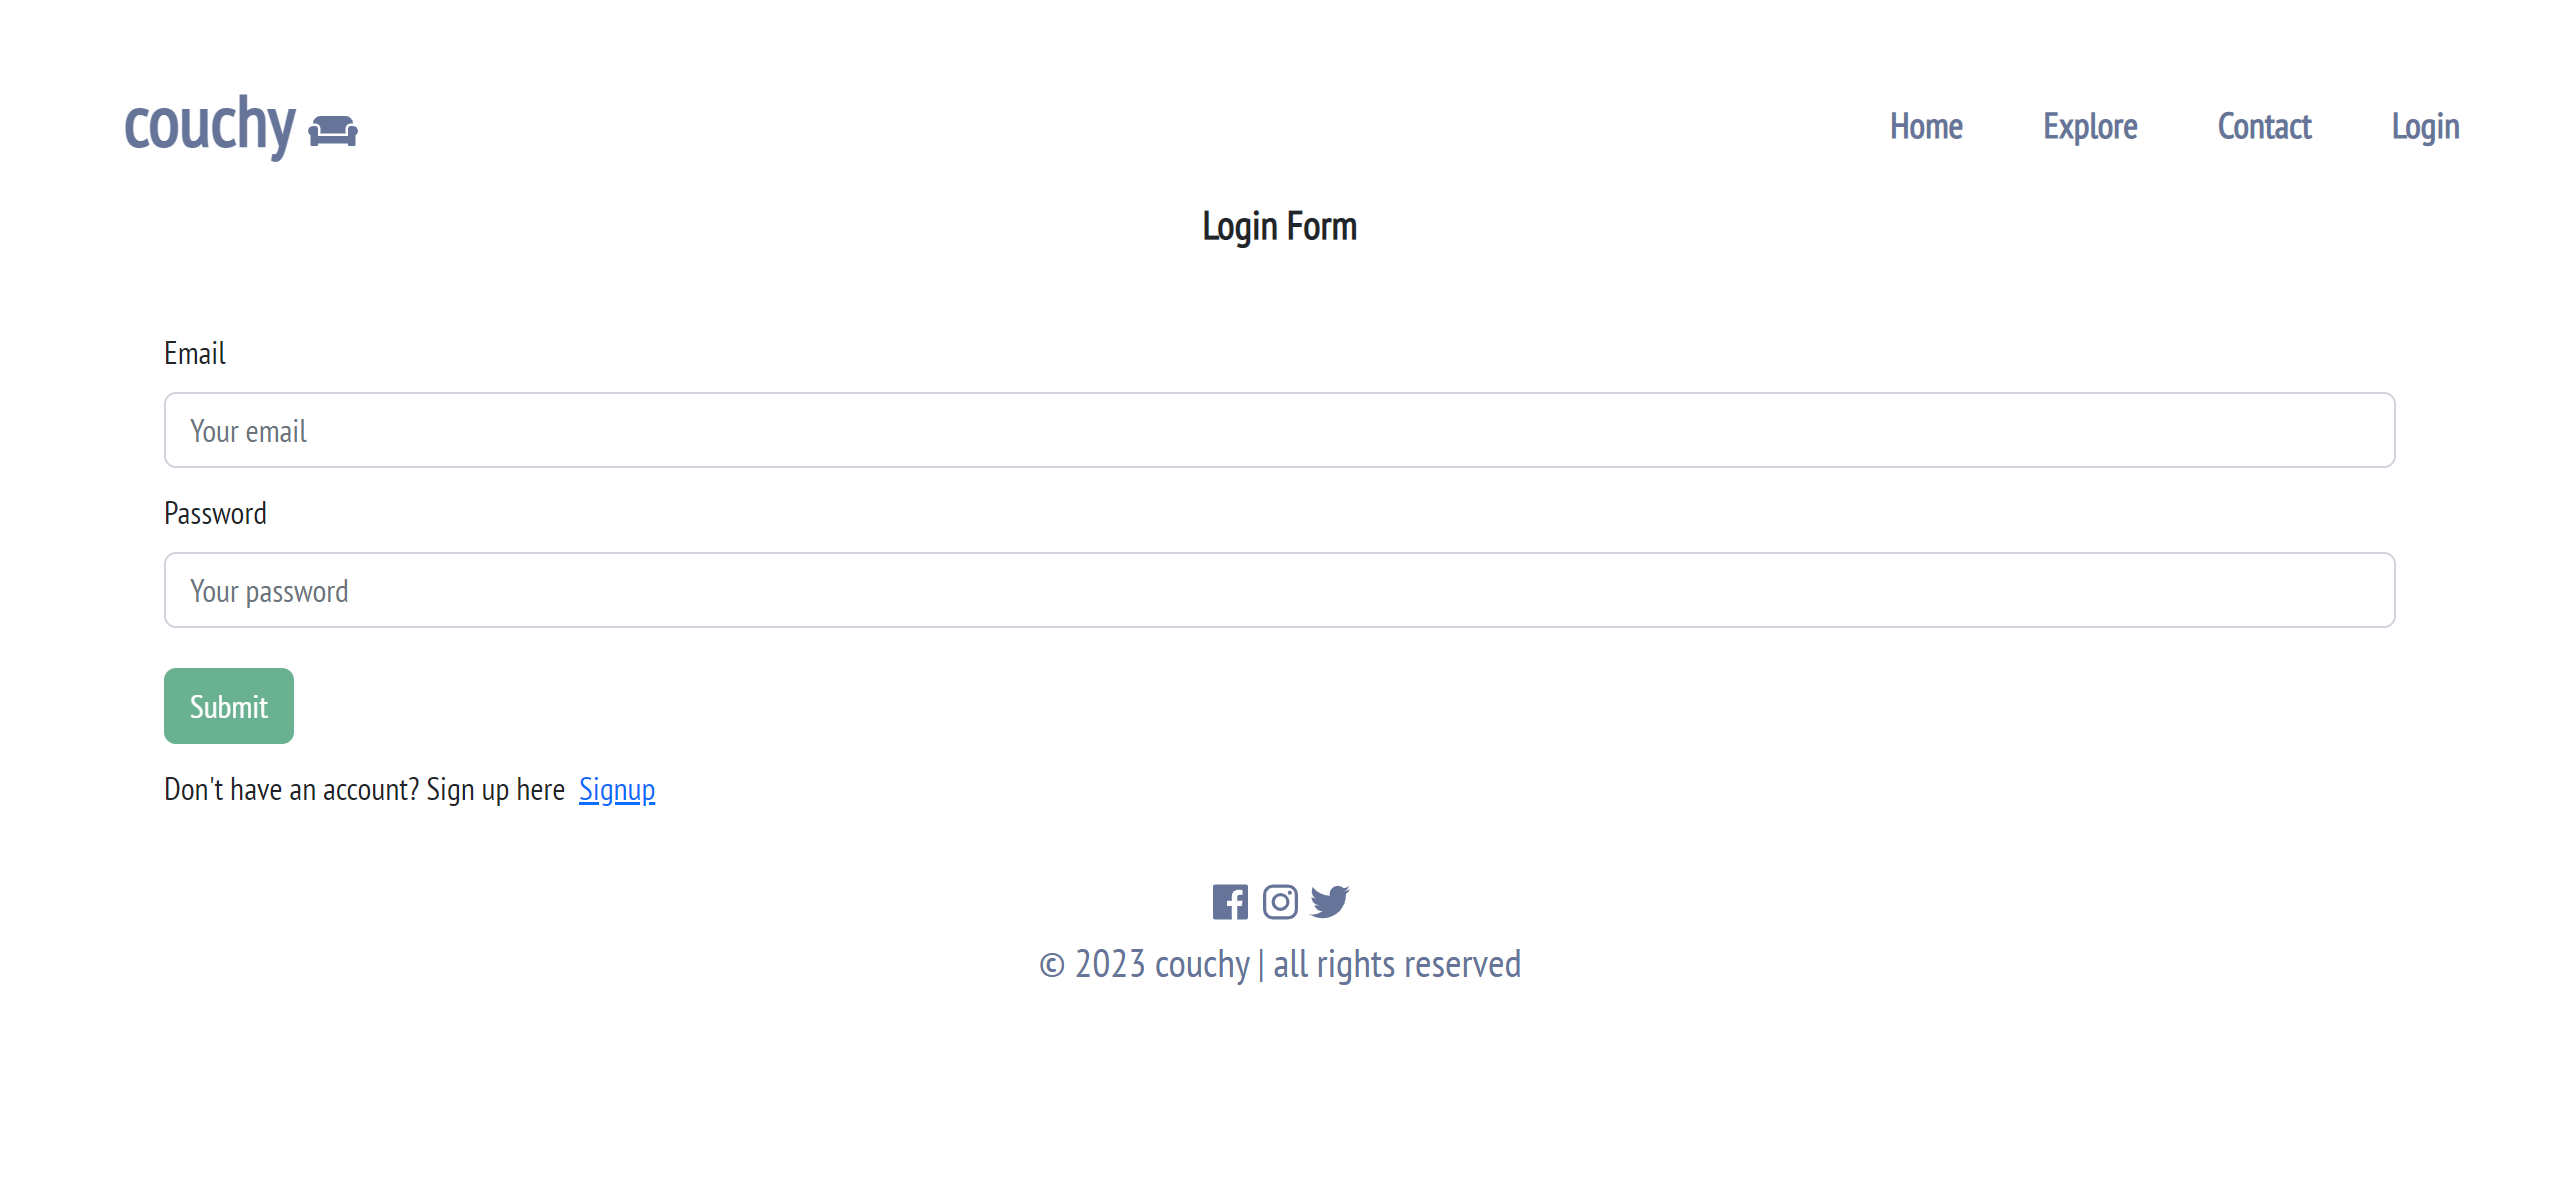 couchy
Home Explore Contact Login
Login Form
Email
Your email
Password
Your password
Submit
Don't have an account? Sign up here Signup
© 2023 couchy | all rights reserved